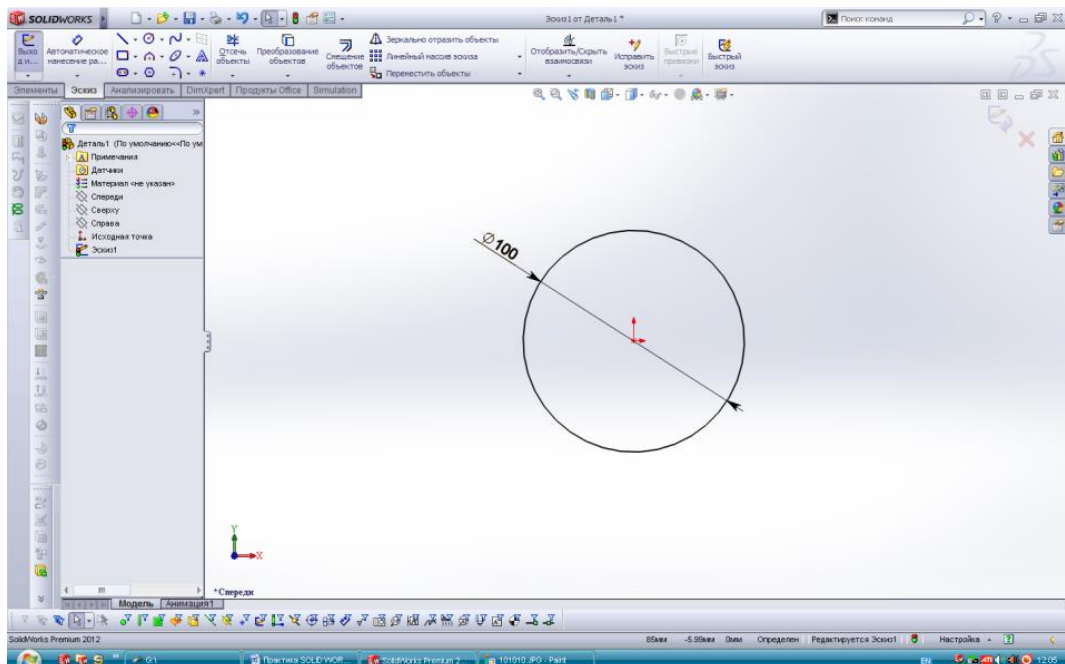 SOLIDWORKS
Эскиз1 от Деталь1 *
Поиск команд
Выхо д и...
Автоматическое нанесение ра...
Отсечь объекты
Преобразование объектов
Смещение объектов
Зеркально отразить объекты
Линейный массив эскиза
Переместить объекты
Отобразить/Скрыть взаимосвязи
Исправить эскиз
Быстрые привязки
Быстрый эскиз
Элементы
Эскиз
Анализировать
DimXpert
Продукты Office
Simulation
Деталь1 (По умолчанию<<По ум
Примечания
Датчики
Материал <не указан>
Спереди
Сверху
Справа
Исходная точка
Эскиз1
Ø100
Y
X
*Спереди
Модель
Анимация1
SolidWorks Premium 2012
85мм
-5.99мм
0мм
Определен
Редактируется Эскиз1
Настройка
G:\
Практика SOLID WOR...
SolidWorks Premium 2...
101010.JPG - Paint
EN
12:05